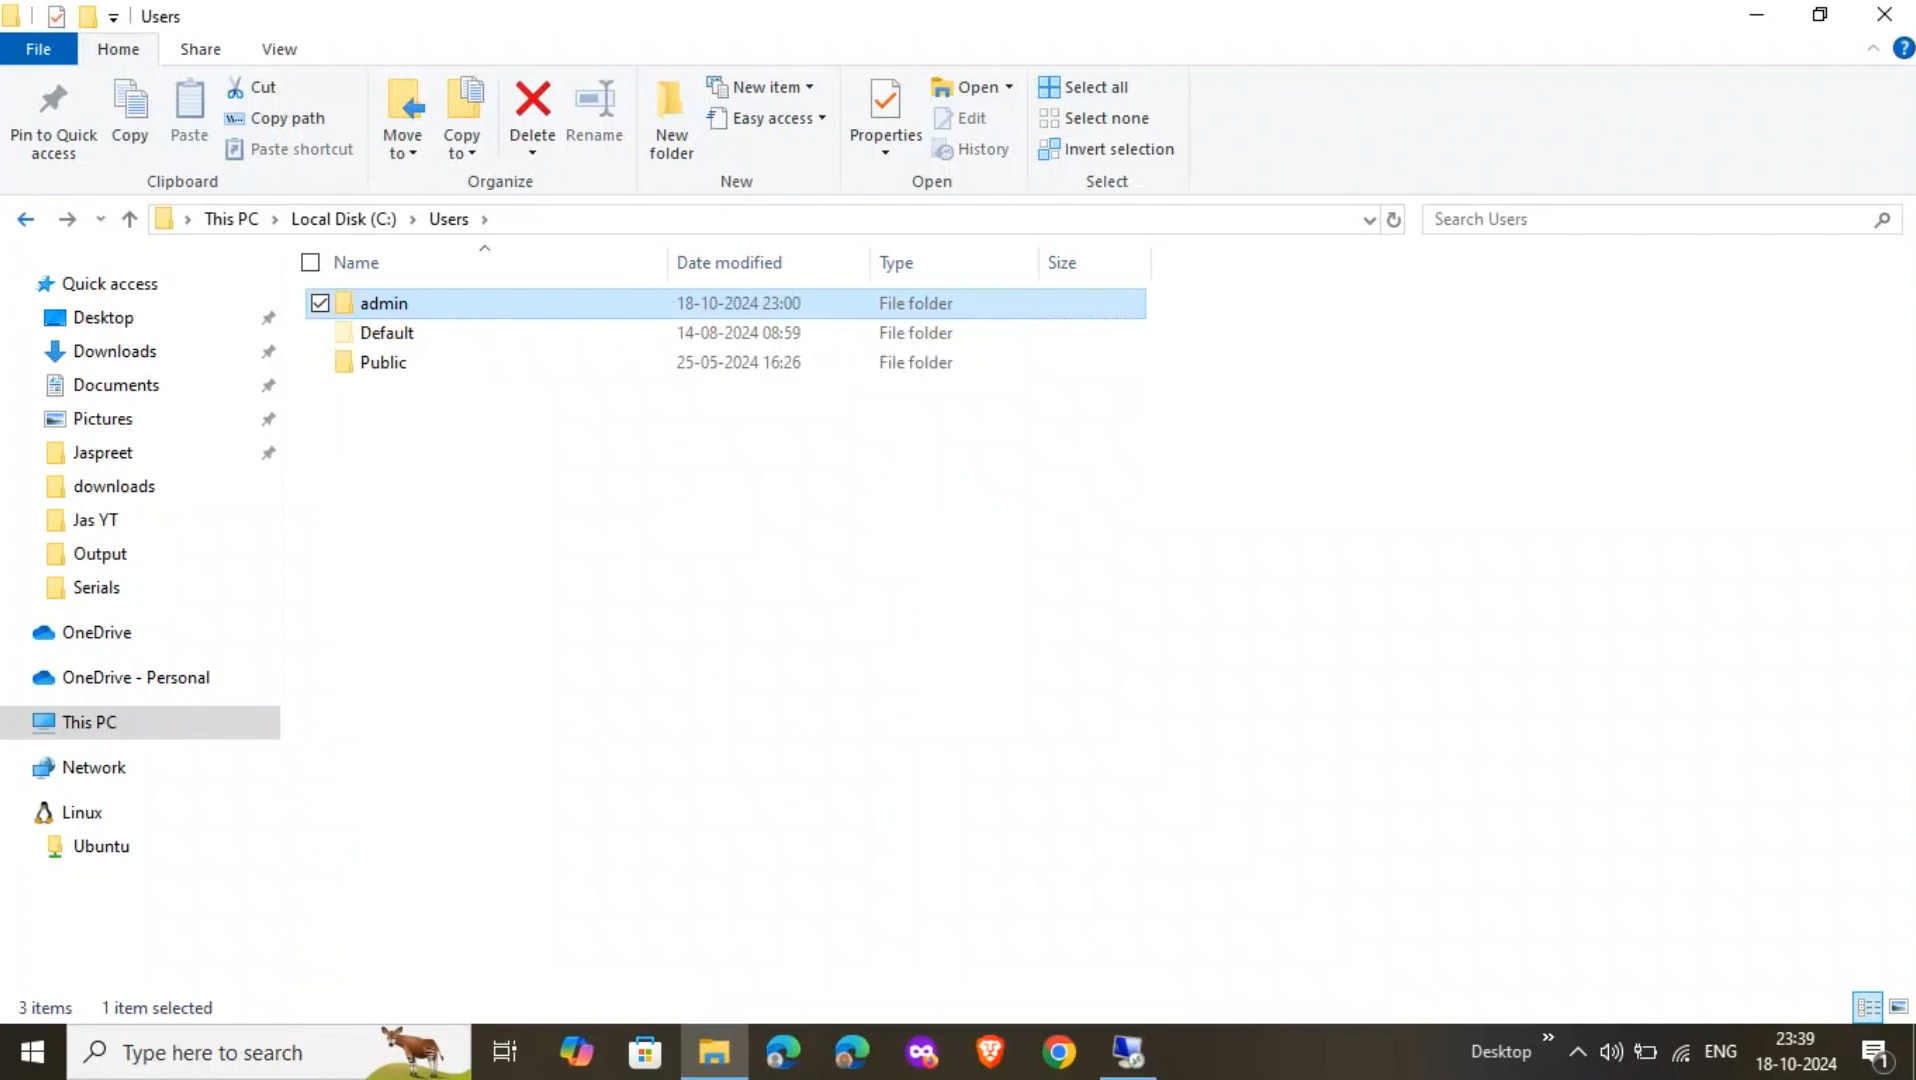 Users
File
Home
Share
View
Pin to Quick access
Copy
Paste
Cut
Copy path
Paste shortcut
Clipboard
Move to
Copy to
Delete
Rename
Organize
New folder
New item
Easy access
New
Properties
Open
Edit
History
Open
Select all
Select none
Invert selection
Select
This PC > Local Disk (C:) > Users >
Search Users
Name Date modified Type Size
admin 18-10-2024 23:00 File folder
Default 14-08-2024 08:59 File folder
Public 25-05-2024 16:26 File folder
Quick access
Desktop
Downloads
Documents
Pictures
Jaspreet
downloads
Jas YT
Output
Serials
OneDrive
OneDrive - Personal
This PC
Network
Linux
Ubuntu
3 items 1 item selected
Type here to search
Desktop
ENG
23:39
18-10-2024
1